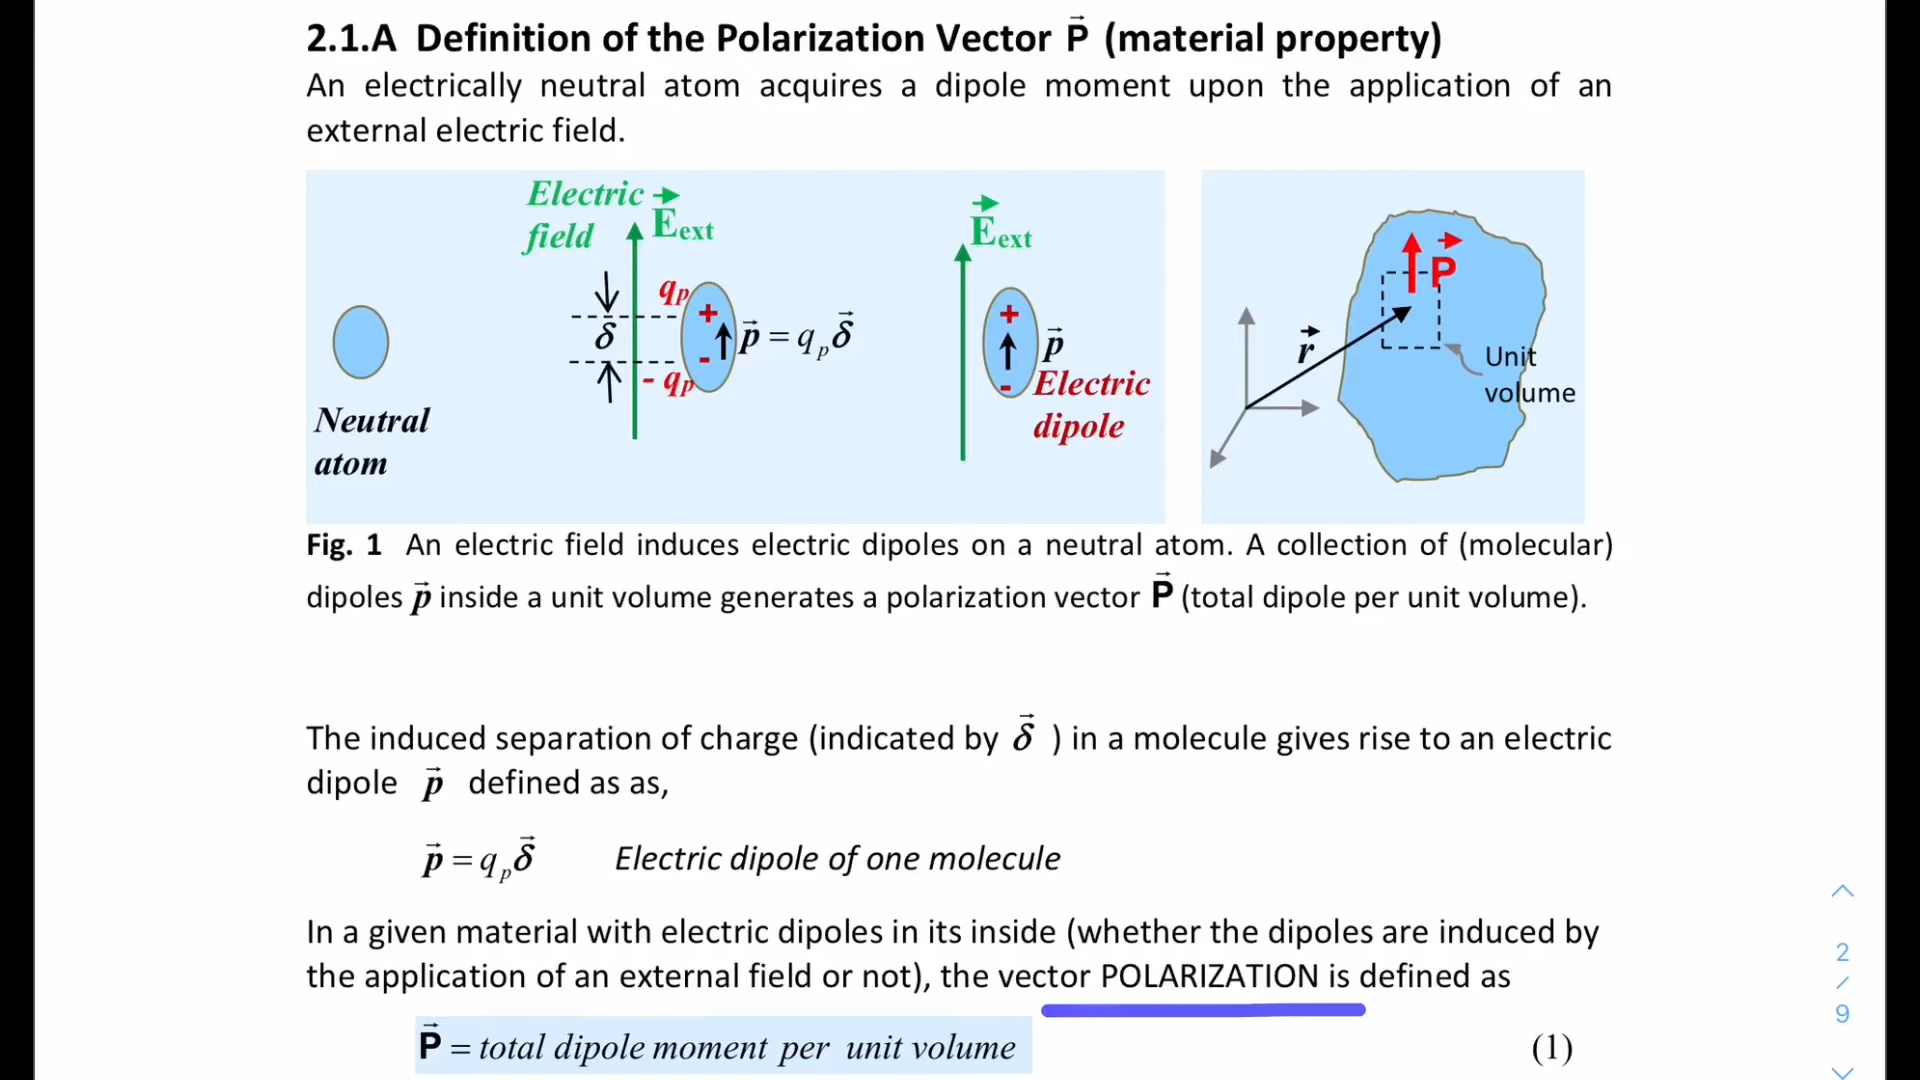 2.1.A Definition of the Polarization Vector P⃗ (material property)
An electrically neutral atom acquires a dipole moment upon the application of an
external electric field.
Electric
field
E⃗ext
δ
qp
+
-
- qp
p⃗ = qpδ⃗
Neutral
atom
E⃗ext
+
-
p⃗
Electric
dipole
P⃗
r⃗
Unit
volume
Fig. 1 An electric field induces electric dipoles on a neutral atom. A collection of (molecular)
dipoles p⃗ inside a unit volume generates a polarization vector P⃗ (total dipole per unit volume).
The induced separation of charge (indicated by δ⃗ ) in a molecule gives rise to an electric
dipole p⃗ defined as as,
p⃗ = qpδ⃗ Electric dipole of one molecule
In a given material with electric dipoles in its inside (whether the dipoles are induced by
the application of an external field or not), the vector POLARIZATION is defined as
P⃗ = total dipole moment per unit volume (1)
2
/
9